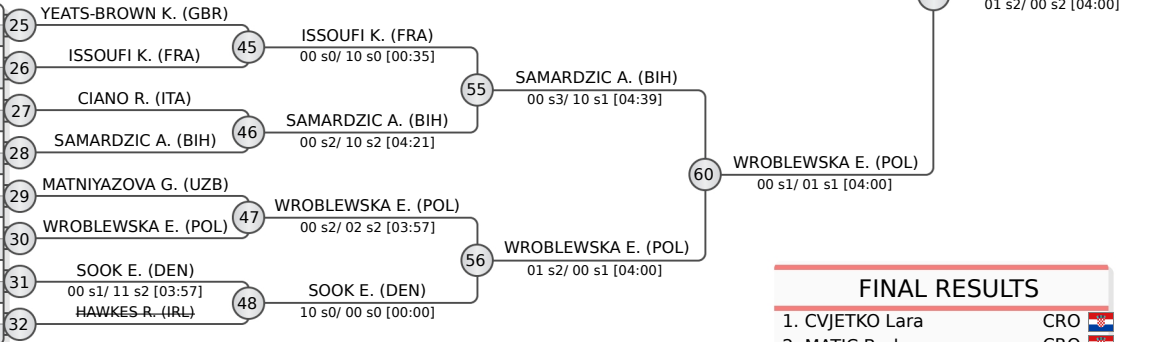 01 s2/ 00 s2 [04:00]
25
YEATS-BROWN K. (GBR)
45
ISSOUFI K. (FRA)
00 s0/ 10 s0 [00:35]
26
ISSOUFI K. (FRA)
55
SAMARDZIC A. (BIH)
00 s3/ 10 s1 [04:39]
27
CIANO R. (ITA)
46
SAMARDZIC A. (BIH)
00 s2/ 10 s2 [04:21]
28
SAMARDZIC A. (BIH)
60
WROBLEWSKA E. (POL)
00 s1/ 01 s1 [04:00]
29
MATNIYAZOVA G. (UZB)
47
WROBLEWSKA E. (POL)
00 s2/ 02 s2 [03:57]
30
WROBLEWSKA E. (POL)
56
WROBLEWSKA E. (POL)
01 s2/ 00 s1 [04:00]
31
SOOK E. (DEN)
00 s1/ 11 s2 [03:57]
48
SOOK E. (DEN)
10 s0/ 00 s0 [00:00]
32
HAWKES R. (IRL)
FINAL RESULTS
1. CVJETKO Lara CRO